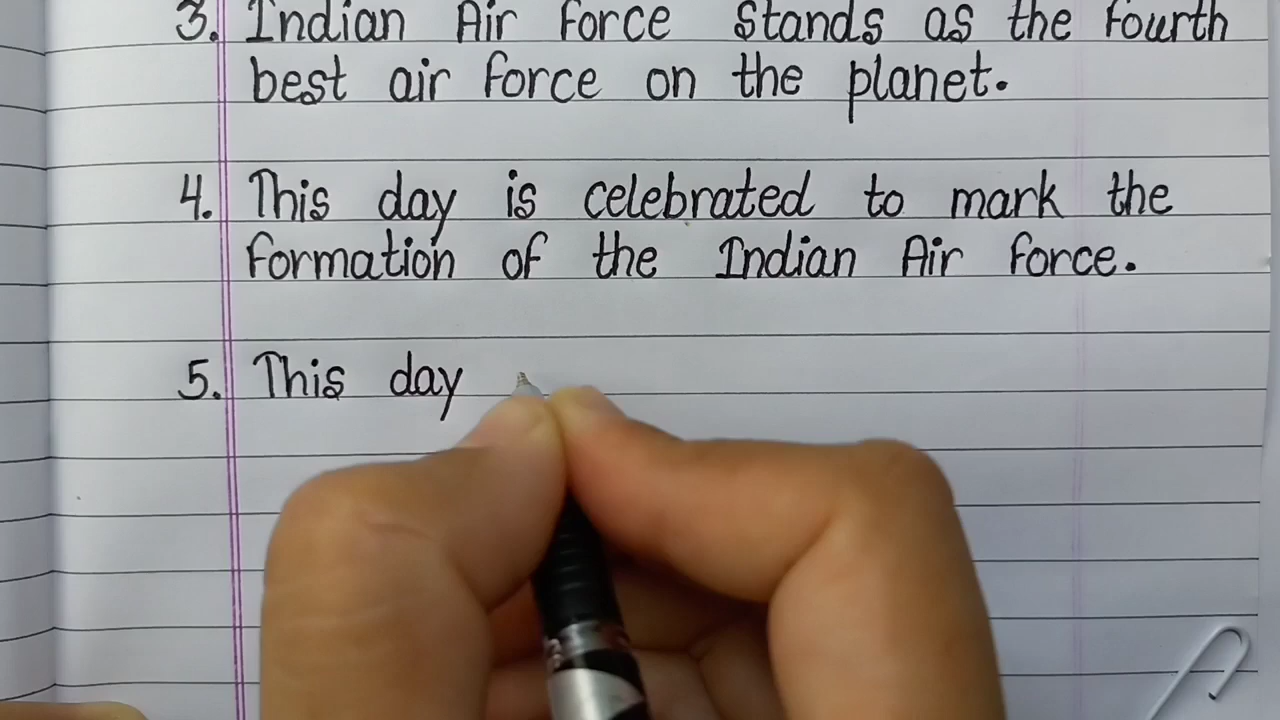 3. Indian Air Force stands as the fourth
best air force on the planet.
4. This day is celebrated to mark the
formation of the Indian Air force.
5. This day